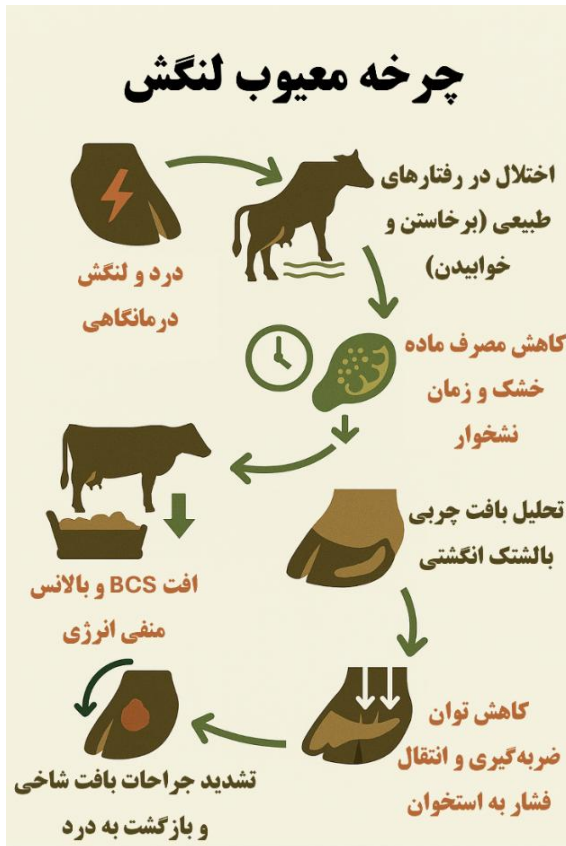 چرخه معیوب لنگش
درد و لنگش
درمانگاهی
اختلال در رفتارهای
طبیعی (برخاستن و
خوابیدن)
کاهش مصرف ماده
خشک و زمان
نشخوار
افت BCS و بالانس
منفی انرژی
تحلیل بافت چربی
بالشتک انگشتی
کاهش توان
ضربه‌گیری و انتقال
فشار به استخوان
تشدید جراحات بافت شاخی
و بازگشت به درد